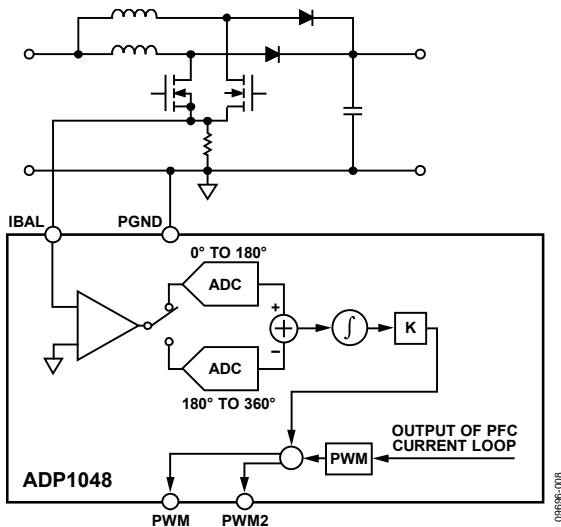 IBAL
PGND
0° TO 180°
ADC
+
−
∫
K
ADC
180° TO 360°
OUTPUT OF PFC
CURRENT LOOP
PWM
ADP1048
PWM
PWM2
09696-008